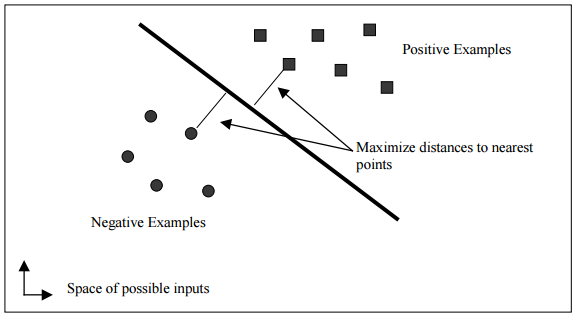 Positive Examples
Maximize distances to nearest
points
Negative Examples
Space of possible inputs